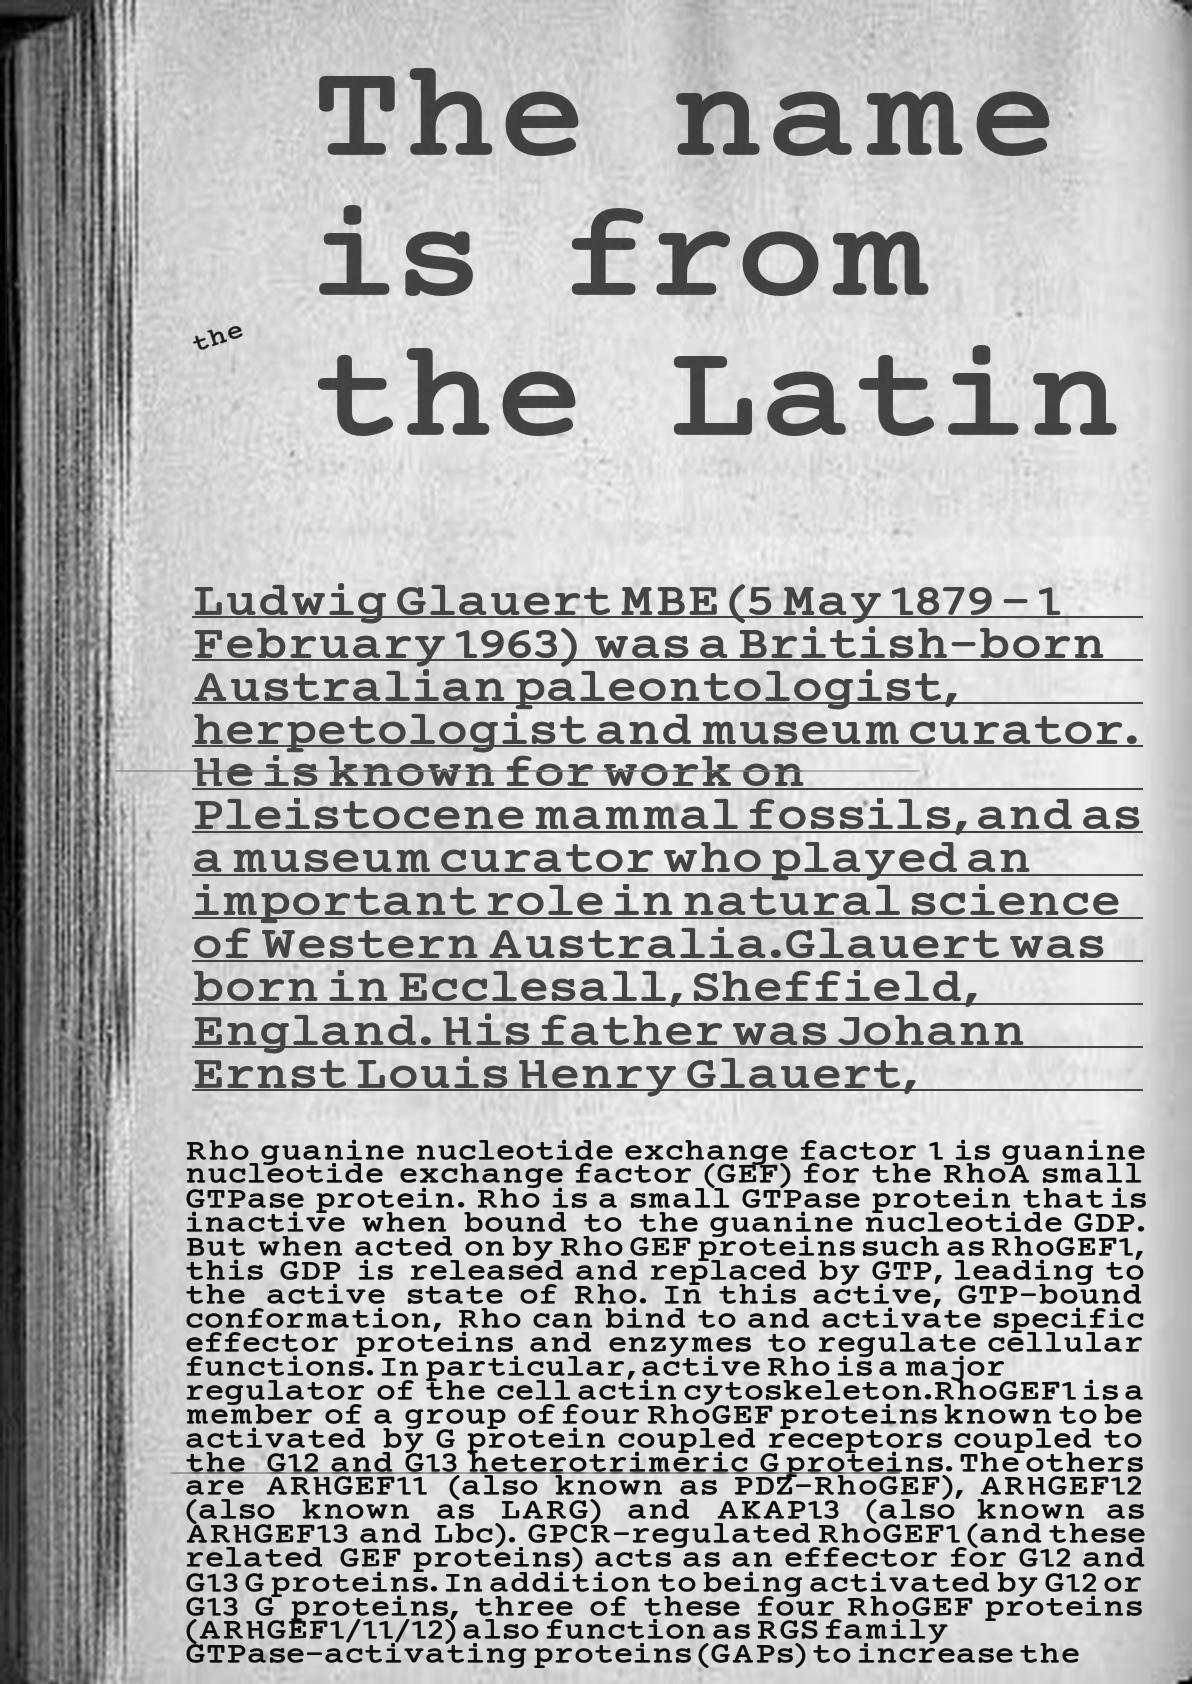 The name
is from
the
the Latin
Ludwig Glauert MBE (5 May 1879 – 1
February 1963) was a British-born
Australian paleontologist,
herpetologist and museum curator.
He is known for work on
Pleistocene mammal fossils, and as
a museum curator who played an
important role in natural science
of Western Australia.Glauert was
born in Ecclesall, Sheffield,
England. His father was Johann
Ernst Louis Henry Glauert,
Rho guanine nucleotide exchange factor 1 is guanine
nucleotide exchange factor (GEF) for the RhoA small
GTPase protein. Rho is a small GTPase protein that is
inactive when bound to the guanine nucleotide GDP.
But when acted on by Rho GEF proteins such as RhoGEF1,
this GDP is released and replaced by GTP, leading to
the active state of Rho. In this active, GTP-bound
conformation, Rho can bind to and activate specific
effector proteins and enzymes to regulate cellular
functions. In particular, active Rho is a major
regulator of the cell actin cytoskeleton.RhoGEF1 is a
member of a group of four RhoGEF proteins known to be
activated by G protein coupled receptors coupled to
the G12 and G13 heterotrimeric G proteins. The others
are ARHGEF11 (also known as PDZ-RhoGEF), ARHGEF12
(also known as LARG) and AKAP13 (also known as
ARHGEF13 and Lbc). GPCR-regulated RhoGEF1 (and these
related GEF proteins) acts as an effector for G12 and
G13 G proteins. In addition to being activated by G12 or
G13 G proteins, three of these four RhoGEF proteins
(ARHGEF1/11/12) also function as RGS family
GTPase-activating proteins (GAPs) to increase the